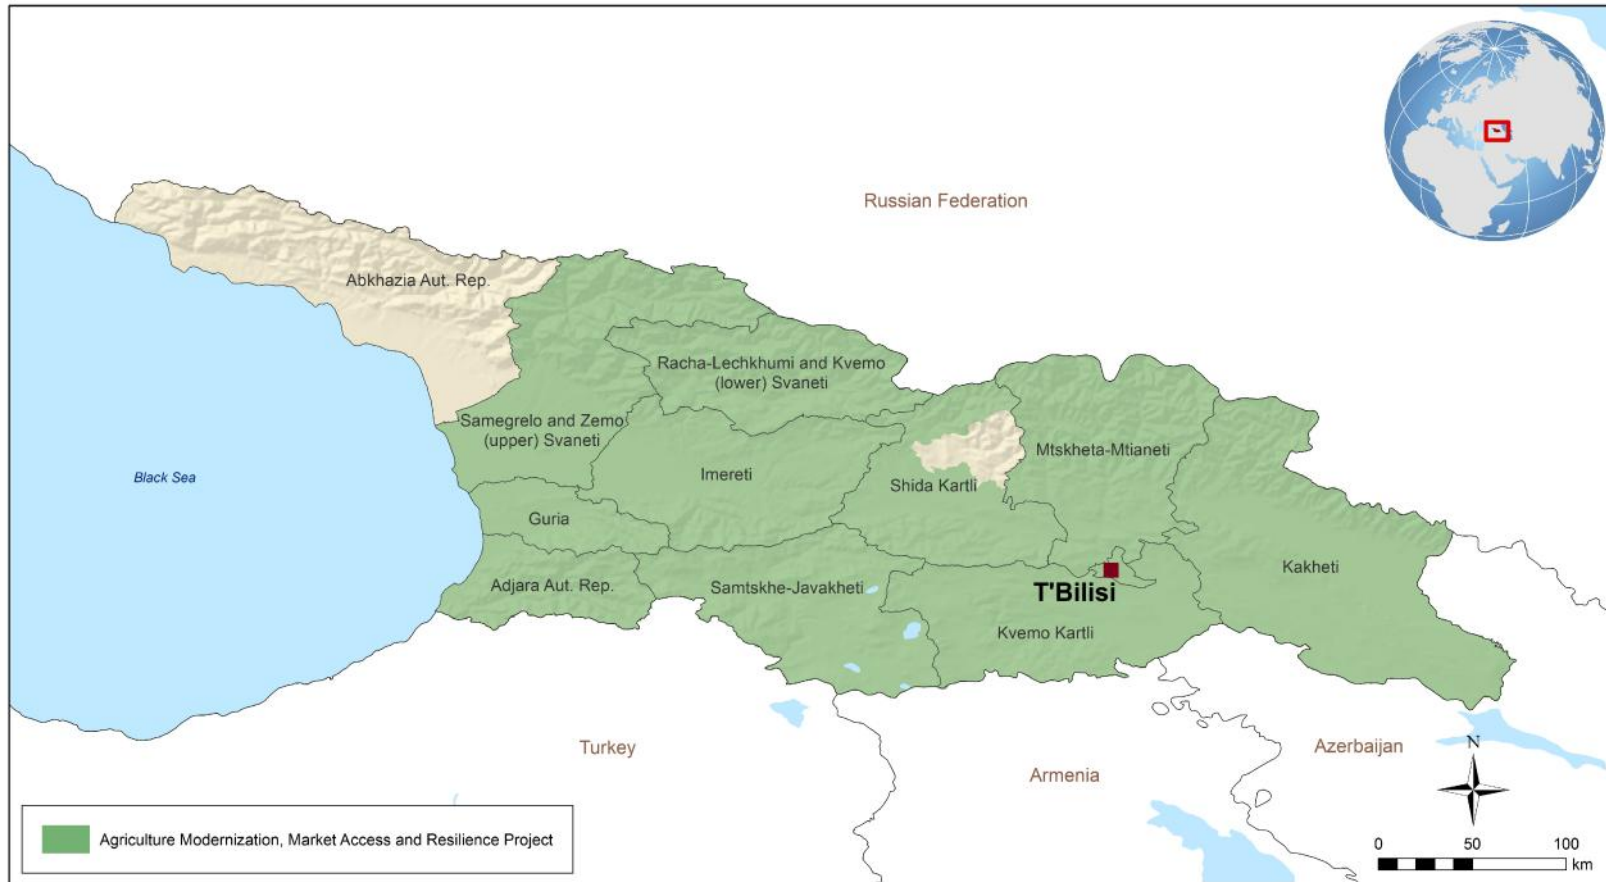 Russian Federation
Abkhazia Aut. Rep.
Racha-Lechkhumi and Kvemo
(lower) Svaneti
Samegrelo and Zemo
(upper) Svaneti
Mtskheta-Mtianeti
Black Sea
Imereti
Shida Kartli
Guria
Kakheti
Adjara Aut. Rep.
Samtskhe-Javakheti
T'Bilisi
Kvemo Kartli
Turkey
Armenia
Azerbaijan
N
Agriculture Modernization, Market Access and Resilience Project
0 50 100
km